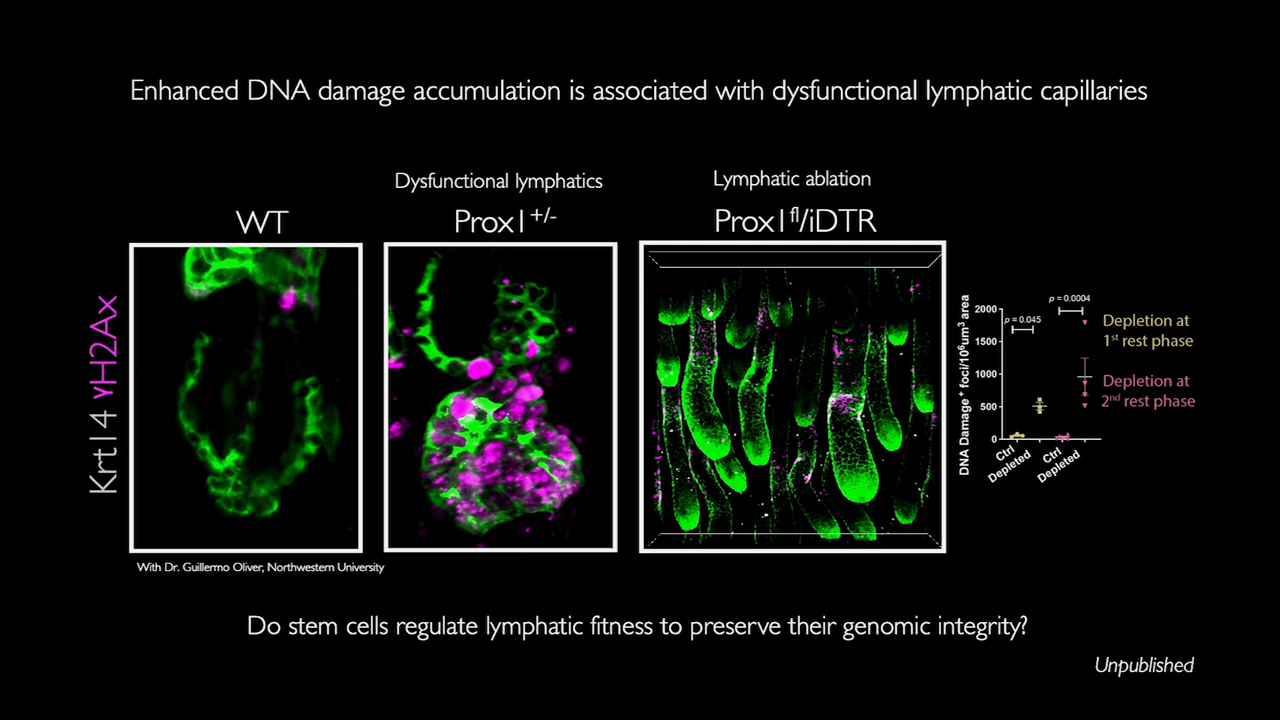 Enhanced DNA damage accumulation is associated with dysfunctional lymphatic capillaries
Dysfunctional lymphatics
Lymphatic ablation
WT
Prox1+/-
Prox1fl/iDTR
Krt14 γH2Ax
DNA Damage+ foci/10⁶um³ area
2000
1500
1000
500
0
p = 0.045
p = 0.0004
Ctrl
Depleted
Ctrl
Depleted
Depletion at
1st rest phase
Depletion at
2nd rest phase
With Dr. Guillermo Oliver, Northwestern University
Do stem cells regulate lymphatic fitness to preserve their genomic integrity?
Unpublished